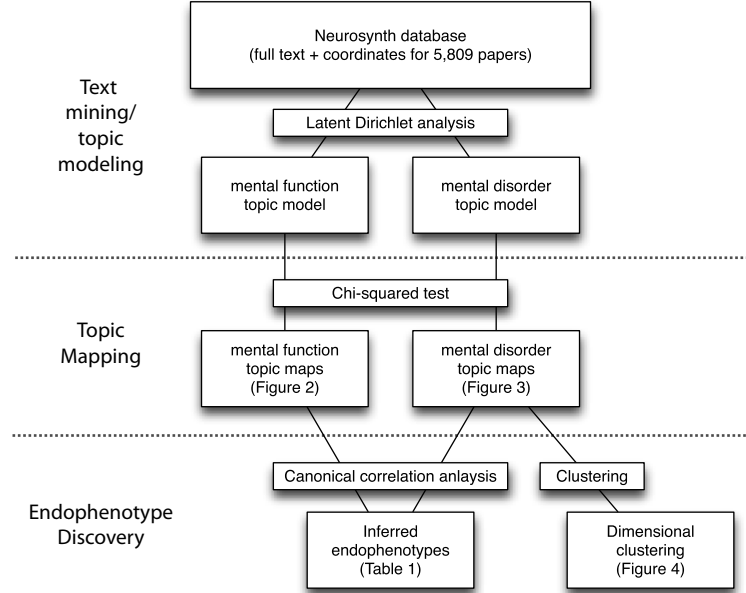 Neurosynth database
(full text + coordinates for 5,809 papers)
Text
mining/
topic
modeling
Latent Dirichlet analysis
mental function
topic model
mental disorder
topic model
Chi-squared test
Topic
Mapping
mental function
topic maps
(Figure 2)
mental disorder
topic maps
(Figure 3)
Canonical correlation anlaysis
Clustering
Endophenotype
Discovery
Inferred
endophenotypes
(Table 1)
Dimensional
clustering
(Figure 4)